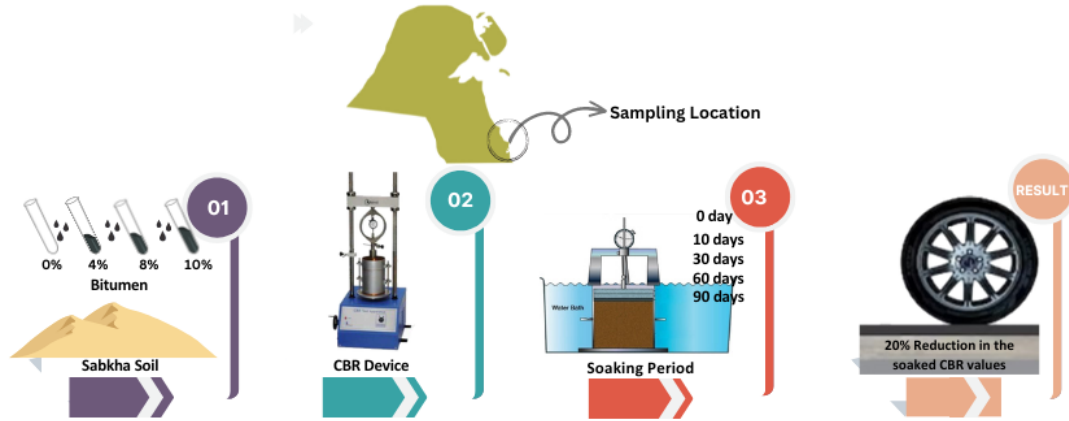 Sampling Location
01
0%
4%
8%
10%
Bitumen
Sabkha Soil
02
CBR Device
03
0 day
10 days
30 days
60 days
90 days
Water Bath
Soaking Period
RESULT
20% Reduction in the
soaked CBR values